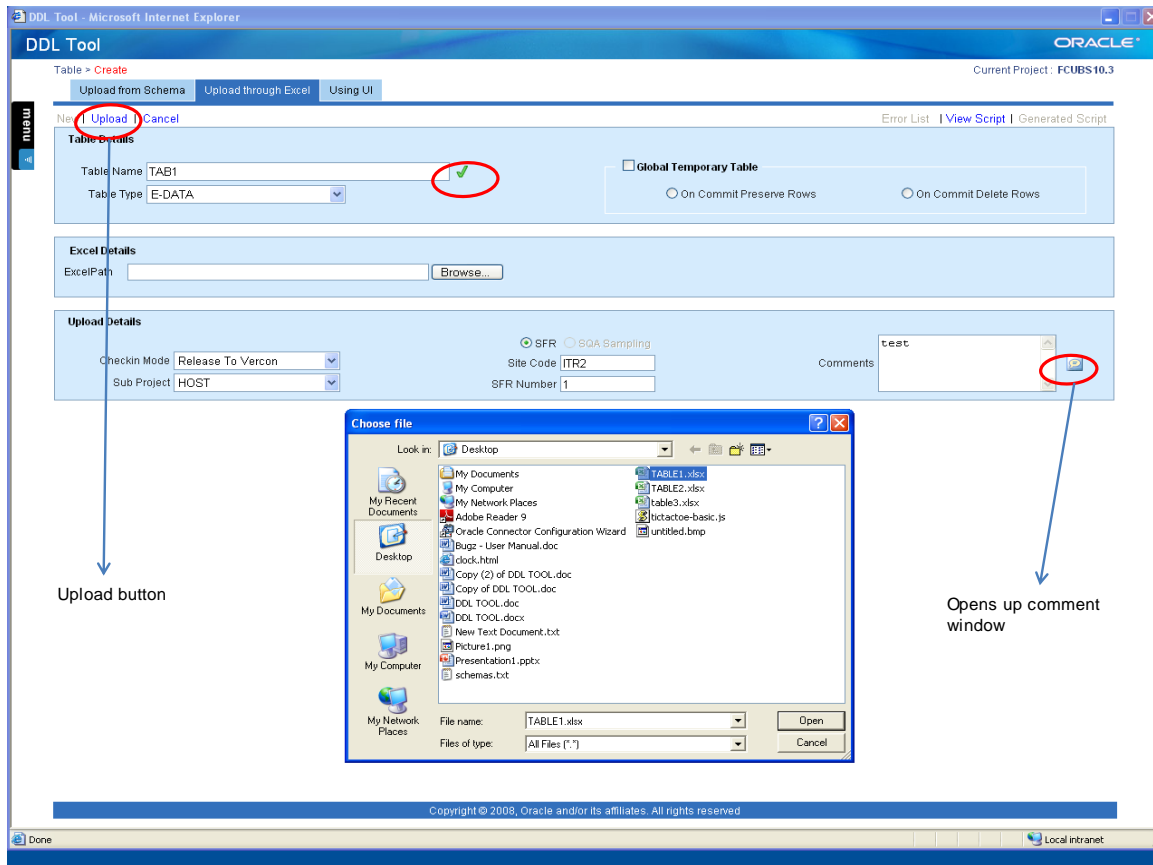 DDL Tool - Microsoft Internet Explorer
DDL Tool
ORACLE
Table > Create
Current Project : FCUBS10.3
Upload from Schema
Upload through Excel
Using UI
menu
New | Upload | Cancel
Error List | View Script | Generated Script
Table Details
Table Name TAB1
Global Temporary Table
Table Type E-DATA
On Commit Preserve Rows
On Commit Delete Rows
Excel Details
ExcelPath
Browse...
Upload Details
SFR
SQA Sampling
test
Checkin Mode Release To Vercon
Site Code ITR2
Comments
Sub Project HOST
SFR Number 1
Choose file
Look in: Desktop
My Recent Documents
Desktop
My Documents
My Computer
My Network Places
My Documents
My Computer
My Network Places
Adobe Reader 9
Oracle Connector Configuration Wizard
Bugz - User Manual.doc
clock.html
Copy (2) of DDL TOOL.doc
Copy of DDL TOOL.doc
DDL TOOL.doc
DDL TOOL.docx
New Text Document.txt
Picture1.png
Presentation1.pptx
schemas.txt
TABLE1.xlsx
TABLE2.xlsx
table3.xlsx
tictactoe-basic.js
untitled.bmp
File name: TABLE1.xlsx
Open
Files of type: All Files (*.*)
Cancel
Upload button
Opens up comment
window
Copyright © 2008, Oracle and/or its affiliates. All rights reserved
Done
Local intranet